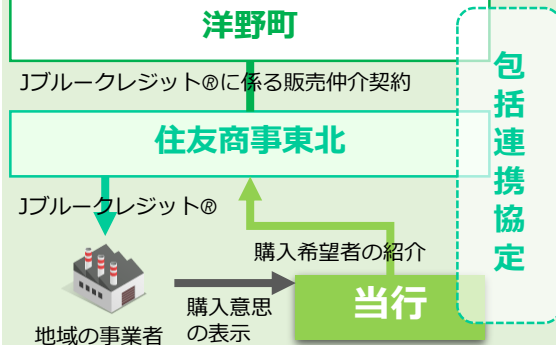 洋野町
Jブルークレジット®に係る販売仲介契約
住友商事東北
包括連携協定
Jブルークレジット®
購入希望者の紹介
購入意思
の表示
当行
地域の事業者